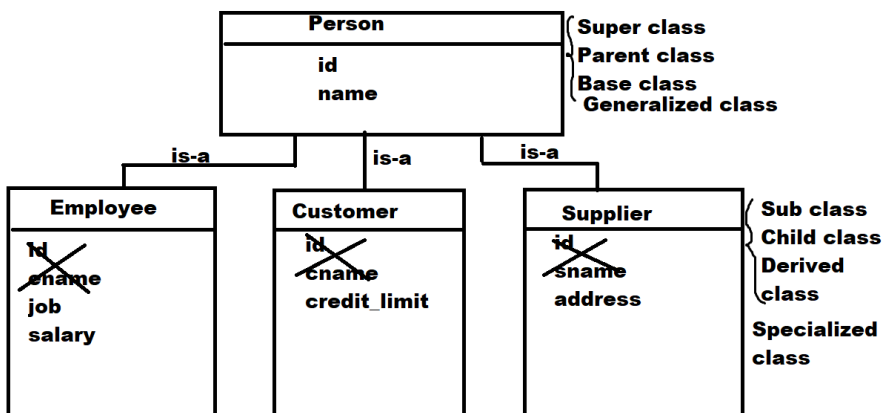 Person
id
name
Super class
Parent class
Base class
Generalized class
is-a
is-a
is-a
Employee
id
ename
job
salary
Customer
id
cname
credit_limit
Supplier
id
sname
address
Sub class
Child class
Derived
class
Specialized
class